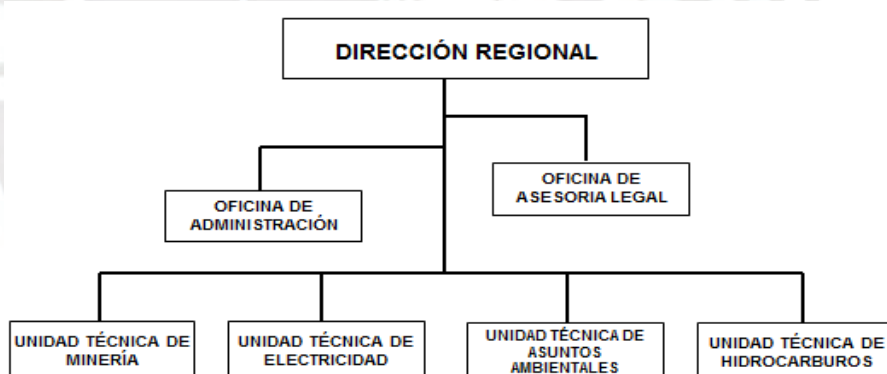 DIRECCIÓN REGIONAL
OFICINA DE
ASESORIA LEGAL
OFICINA DE
ADMINISTRACIÓN
UNIDAD TÉCNICA DE
MINERÍA
UNIDAD TÉCNICA DE
ELECTRICIDAD
UNIDAD TÉCNICA DE
ASUNTOS
AMBIENTALES
UNIDAD TÉCNICA DE
HIDROCARBUROS